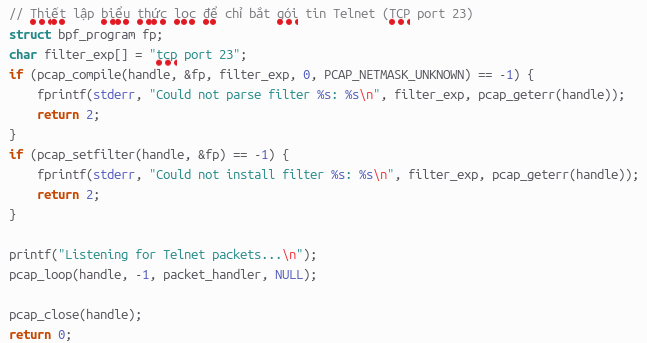 // Thiết lập biểu thức lọc để chỉ bắt gói tin Telnet (TCP port 23)
struct bpf_program fp;
char filter_exp[] = "tcp port 23";
if (pcap_compile(handle, &fp, filter_exp, 0, PCAP_NETMASK_UNKNOWN) == -1) {
    fprintf(stderr, "Could not parse filter %s: %s\n", filter_exp, pcap_geterr(handle));
    return 2;
}
if (pcap_setfilter(handle, &fp) == -1) {
    fprintf(stderr, "Could not install filter %s: %s\n", filter_exp, pcap_geterr(handle));
    return 2;
}
printf("Listening for Telnet packets...\n");
pcap_loop(handle, -1, packet_handler, NULL);
pcap_close(handle);
return 0;